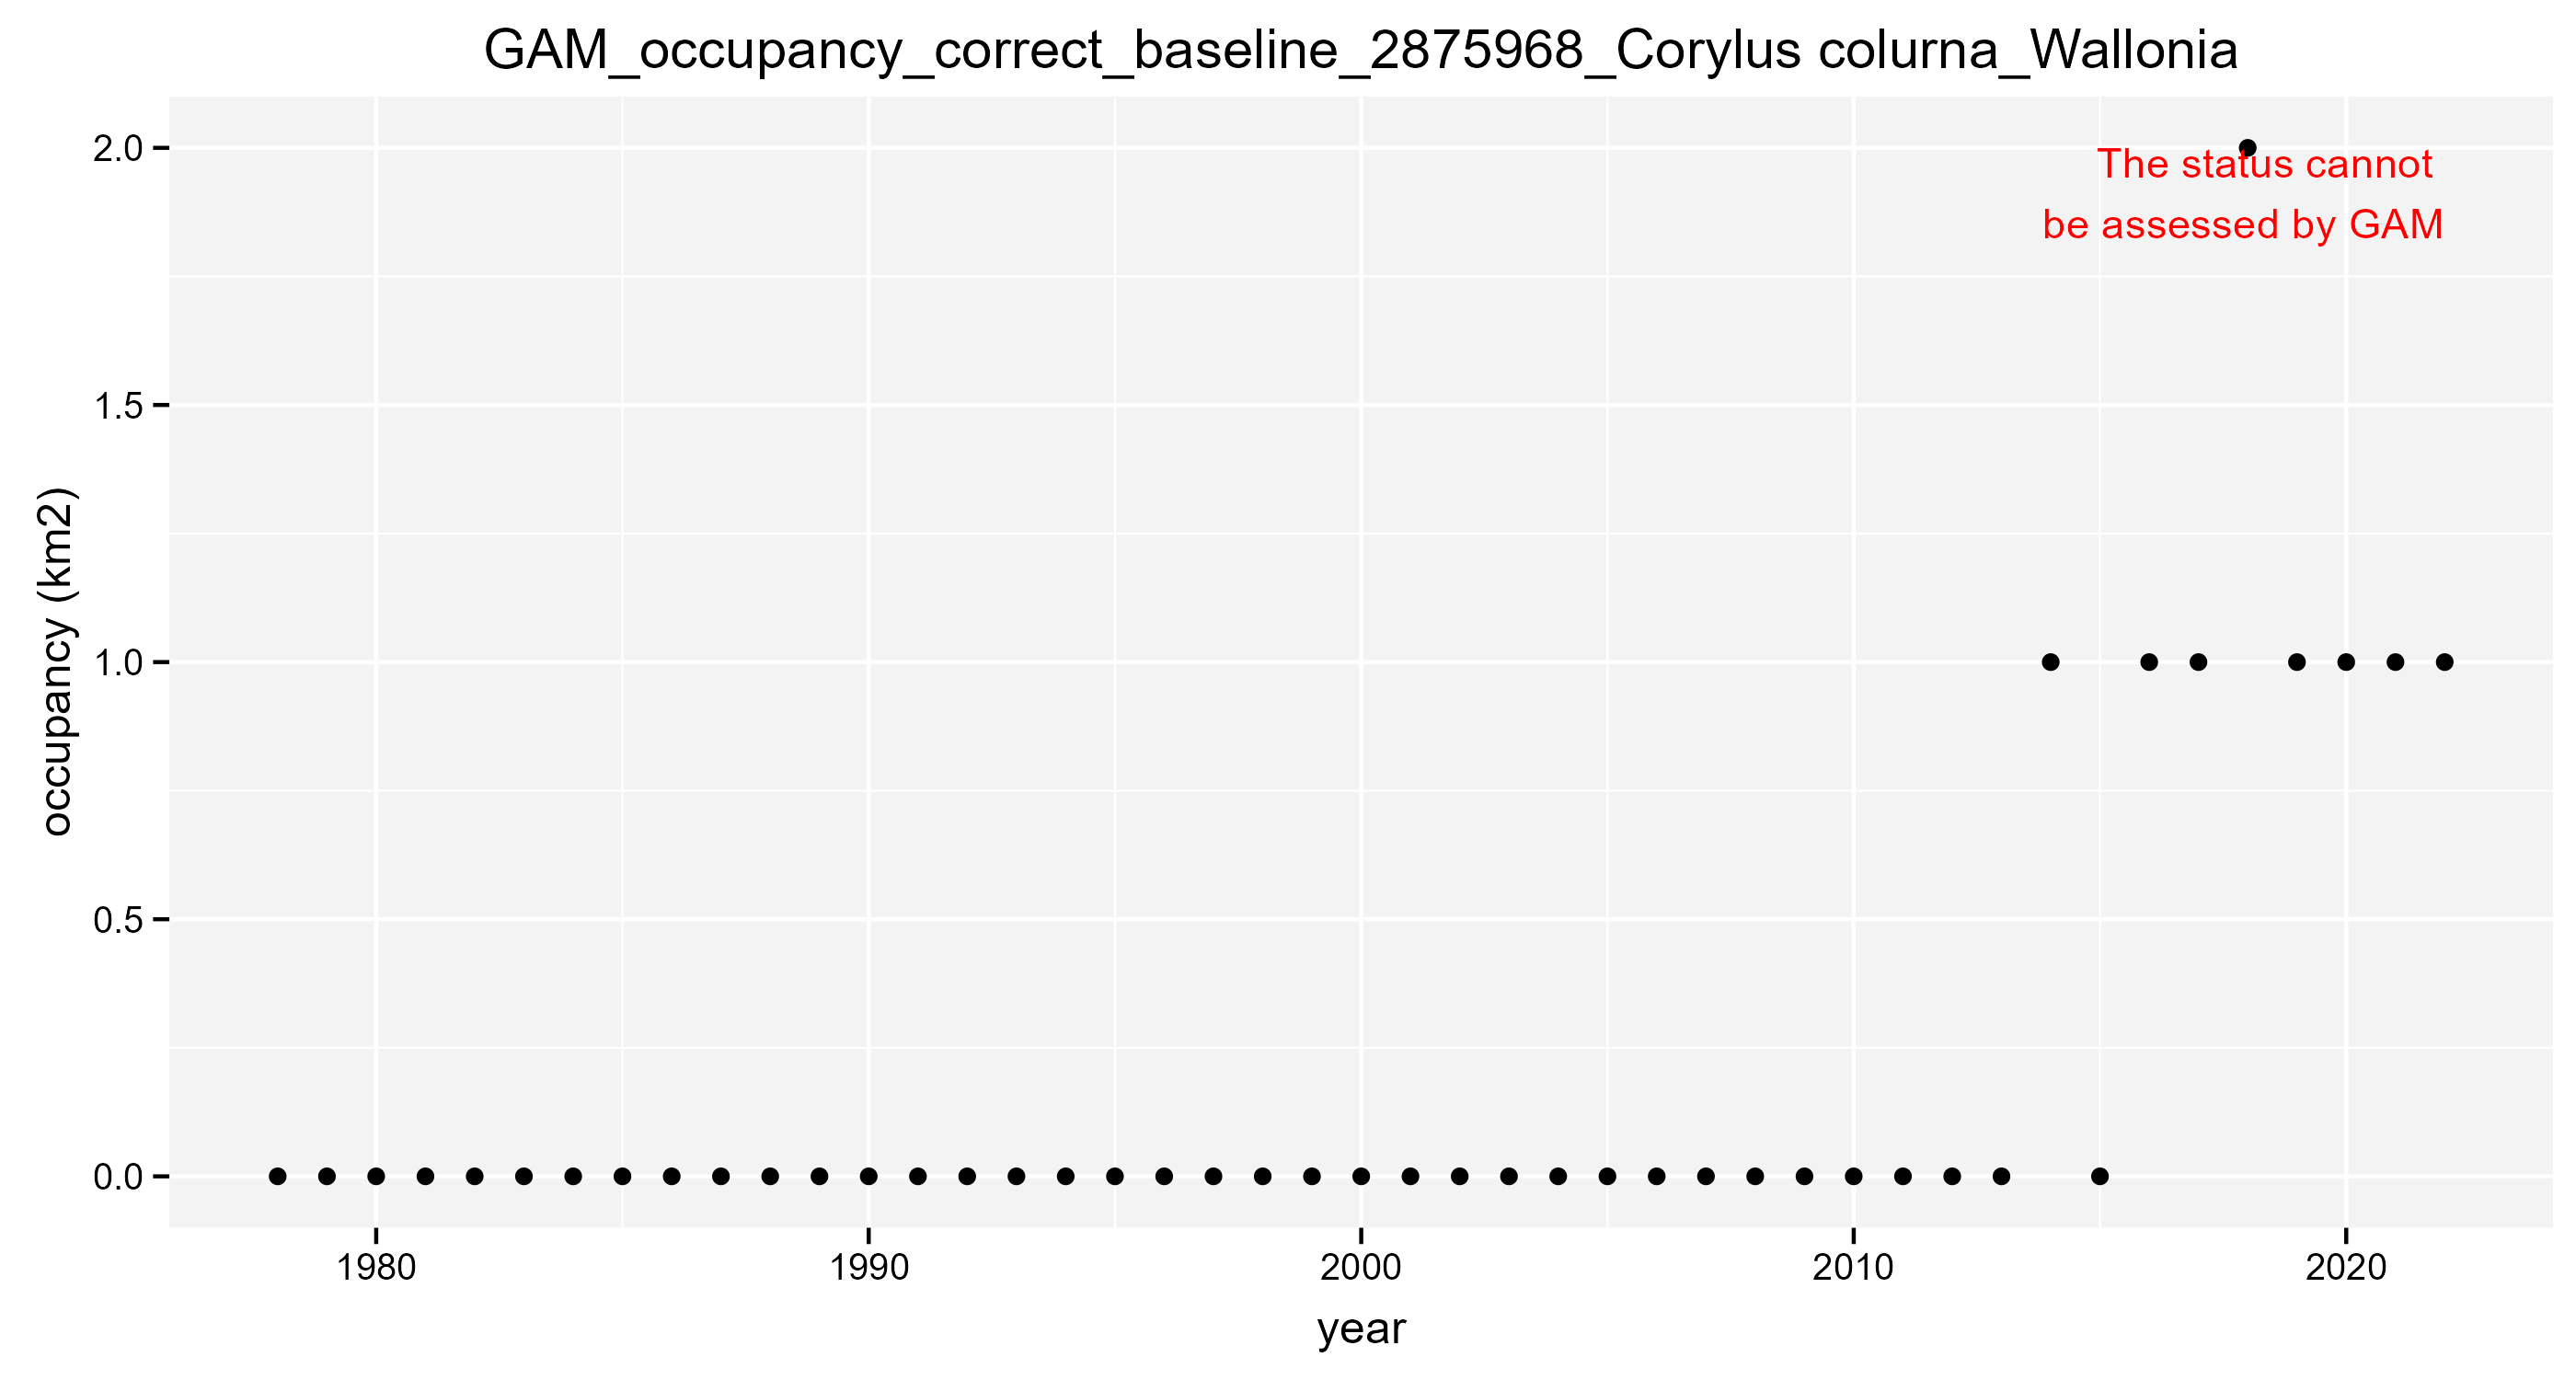 GAM_occupancy_correct_baseline_2875968_Corylus colurna_Wallonia
2.0
The status cannot
be assessed by GAM
1.5
occupancy (km2)
1.0
0.5
0.0
1980 1990 2000 2010 2020
year